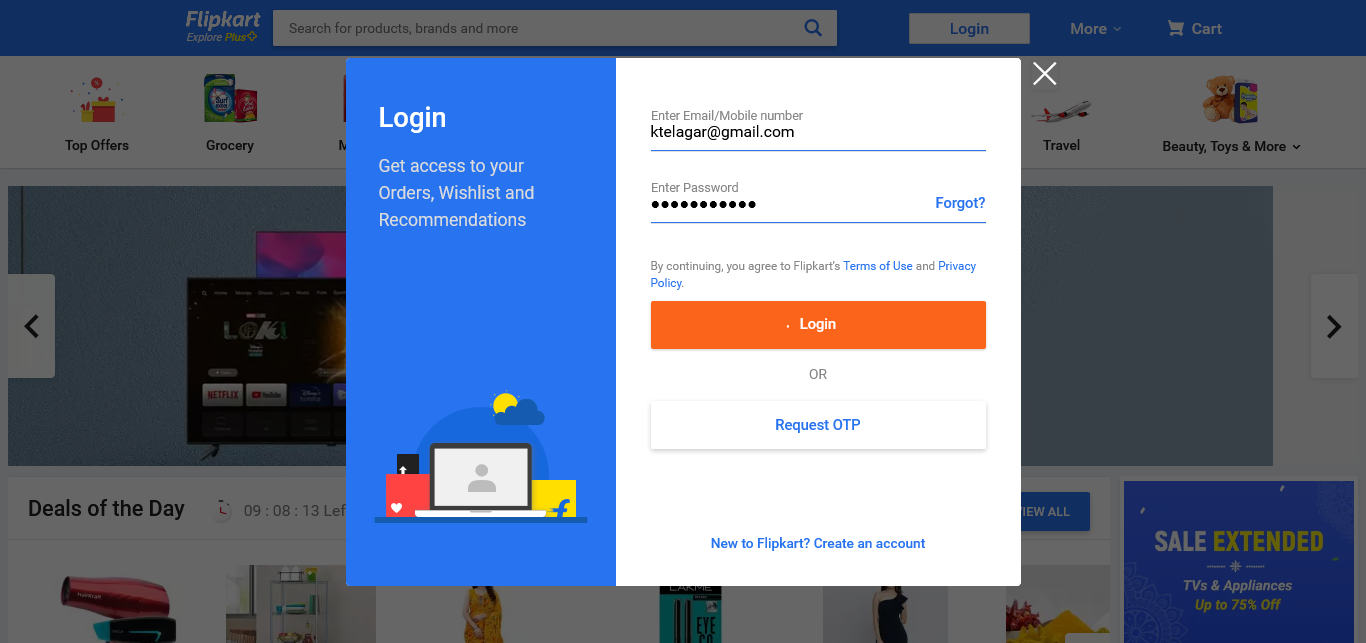 Flipkart
Explore Plus
Search for products, brands and more
Login
More
Cart
Top Offers
Grocery
M
Travel
Beauty, Toys & More
Login
Get access to your
Orders, Wishlist and
Recommendations
Enter Email/Mobile number
ktelagar@gmail.com
Enter Password
•••••••••••
Forgot?
By continuing, you agree to Flipkart's Terms of Use and Privacy
Policy.
Login
OR
Request OTP
New to Flipkart? Create an account
LOKI
NETFLIX
YouTube
Deals of the Day
09 : 08 : 13 Lef
VIEW ALL
SALE EXTENDED
TVs & Appliances
Up to 75% Off
LAKMÉ
EYE